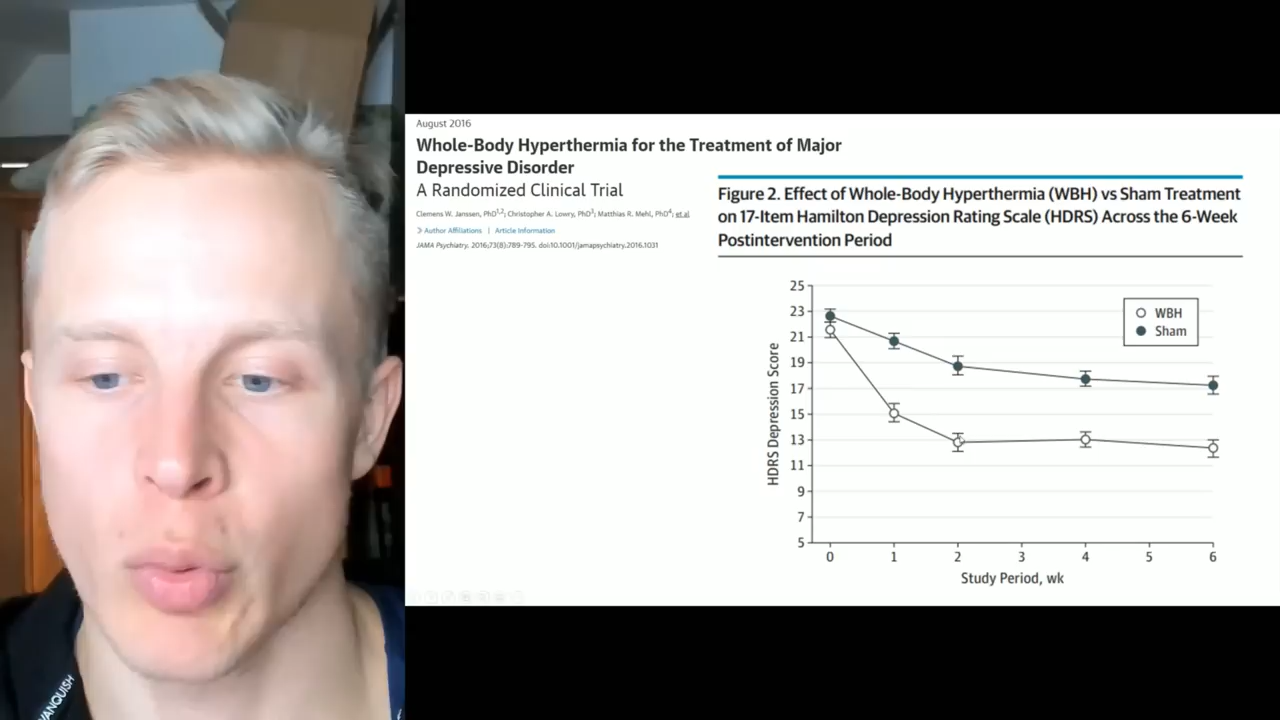 August 2016
Whole-Body Hyperthermia for the Treatment of Major
Depressive Disorder
A Randomized Clinical Trial
Clemens W. Janssen, PhD1,2; Christopher A. Lowry, PhD3; Matthias R. Mehl, PhD4; et al
Author Affiliations | Article Information
JAMA Psychiatry. 2016;73(8):789-795. doi:10.1001/jamapsychiatry.2016.1031
Figure 2. Effect of Whole-Body Hyperthermia (WBH) vs Sham Treatment
on 17-Item Hamilton Depression Rating Scale (HDRS) Across the 6-Week
Postintervention Period
HDRS Depression Score
25
23
21
19
17
15
13
11
9
7
5
WBH
Sham
0 1 2 3 4 5 6
Study Period, wk
VANQUISH